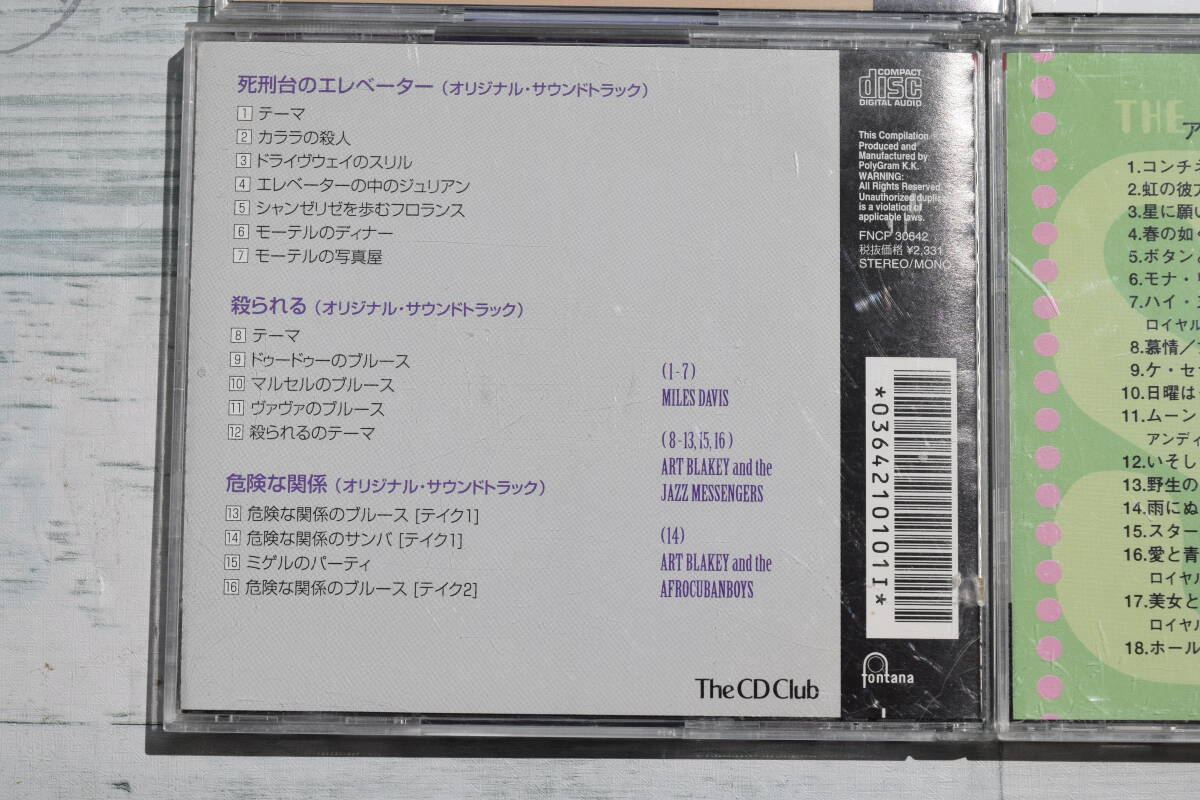 死刑台のエレベーター (オリジナル・サウンドトラック)
1 テーマ
2 カララの殺人
3 ドライヴウェイのスリル
4 エレベーターの中のジュリアン
5 シャンゼリゼを歩むフロランス
6 モーテルのディナー
7 モーテルの写真屋
殺られる (オリジナル・サウンドトラック)
8 テーマ
9 ドゥードゥーのブルース
10 マルセルのブルース
11 ヴァヴァのブルース
12 殺られるのテーマ
危険な関係 (オリジナル・サウンドトラック)
13 危険な関係のブルース [テイク1]
14 危険な関係のサンバ [テイク1]
15 ミゲルのパーティ
16 危険な関係のブルース [テイク2]
(1-7)
MILES DAVIS
(8-13, 15, 16)
ART BLAKEY and the
JAZZ MESSENGERS
(14)
ART BLAKEY and the
AFROCUBANBOYS
The CD Club
COMPACT
disc
DIGITAL AUDIO
This Compilation
Produced and
Manufactured by
PolyGram K.K.
WARNING:
All Rights Reserved.
Unauthorized duplic
is a violation of
applicable laws.
FNCP 30642
税抜価格 ¥2,331
STEREO/MONO
*0364210101I*
fontana
THE
ア
1.コンチネ
2.虹の彼方
3.星に願い
4.春の如く
5.ボタンと
6.モナ・リ
7.ハイ・ヌ
ロイヤル
8.慕情/
9.ケ・セ
10.日曜は
11.ムーン
アンディ
12.いそし
13.野生の
14.雨にぬ
15.スター
16.愛と青
ロイヤル
17.美女と
ロイヤル
18.ホール